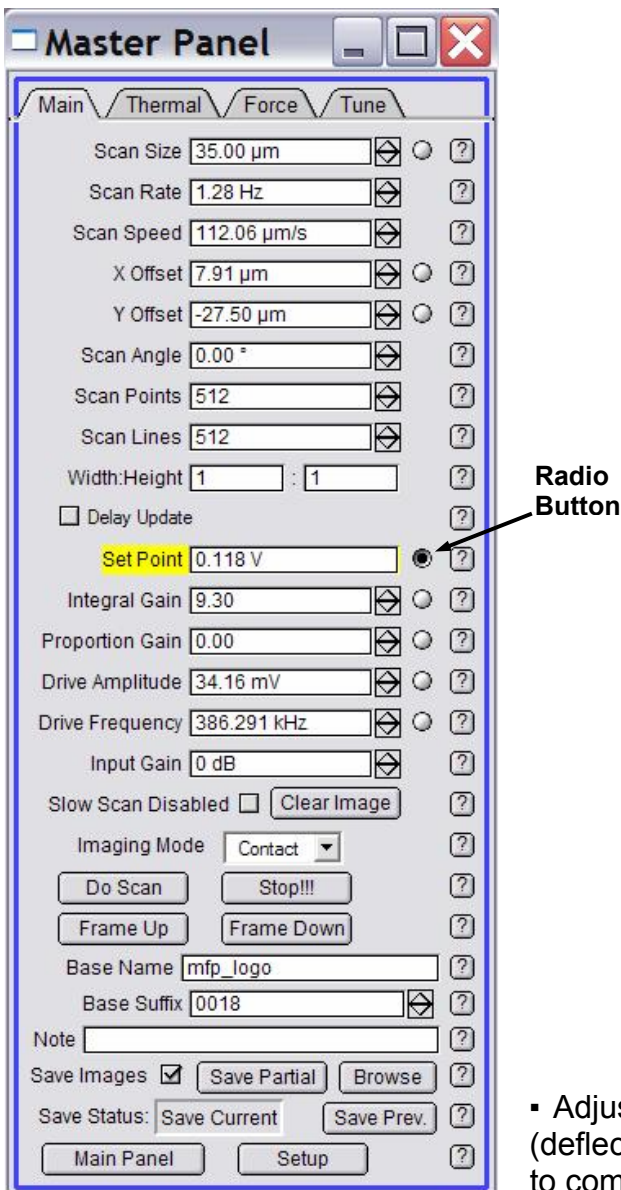 Master Panel
Main Thermal Force Tune
Scan Size 35.00 µm ?
Scan Rate 1.28 Hz ?
Scan Speed 112.06 µm/s ?
X Offset 7.91 µm ?
Y Offset -27.50 µm ?
Scan Angle 0.00 ° ?
Scan Points 512 ?
Scan Lines 512 ?
Width:Height 1 : 1 ?
Radio
Button
Delay Update ?
Set Point 0.118 V ?
Integral Gain 9.30 ?
Proportion Gain 0.00 ?
Drive Amplitude 34.16 mV ?
Drive Frequency 386.291 kHz ?
Input Gain 0 dB ?
Slow Scan Disabled Clear Image ?
Imaging Mode Contact ?
Do Scan Stop!!! ?
Frame Up Frame Down ?
Base Name mfp_logo ?
Base Suffix 0018 ?
Note ?
Save Images Save Partial Browse ?
Save Status: Save Current Save Prev. ?
Main Panel Setup ?
▪ Adjus
(deflec
to com